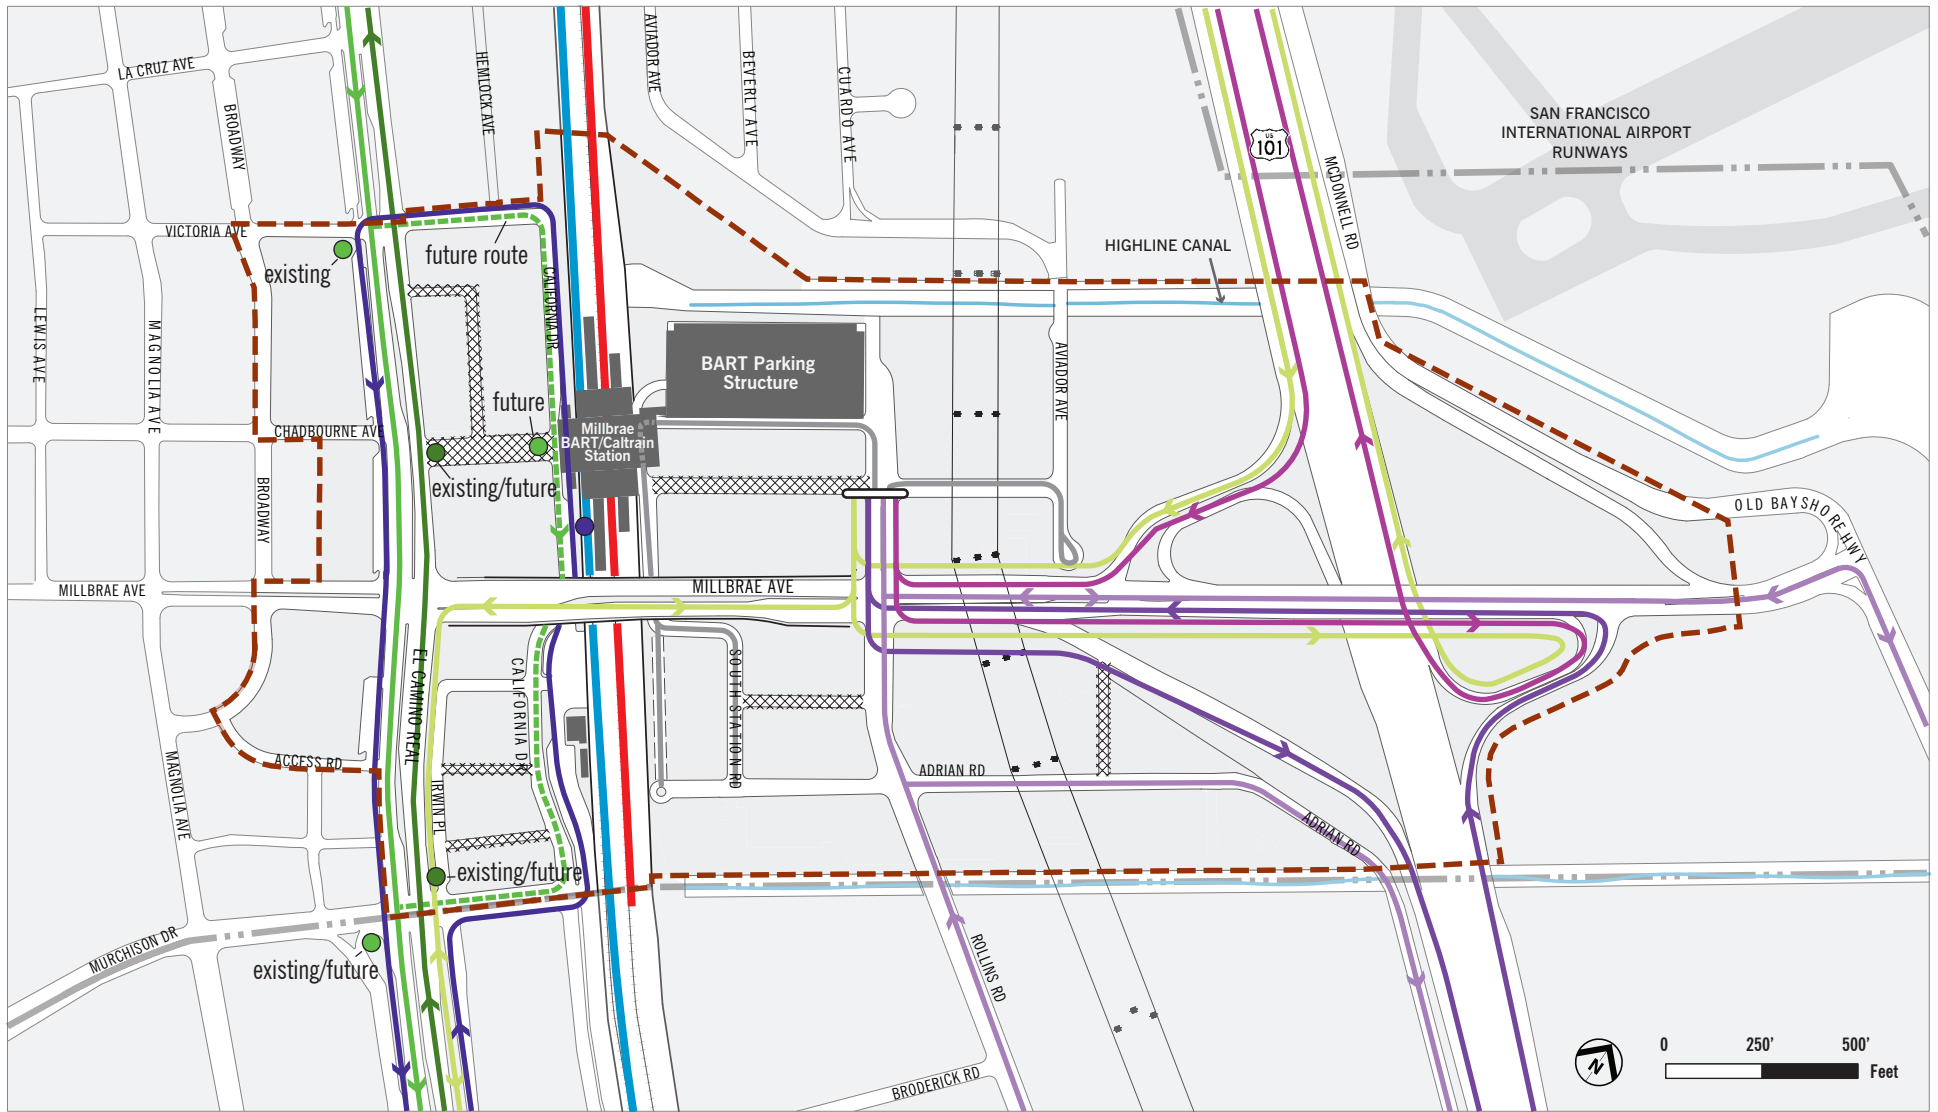 LA CRUZ AVE
BROADWAY
HEMLOCK AVE
AVIADOR AVE
BEVERLY AVE
CUARDO AVE
US
101
MCDONNELL RD
SAN FRANCISCO
INTERNATIONAL AIRPORT
RUNWAYS
VICTORIA AVE
existing
future route
CALIFORNIA DR
HIGHLINE CANAL
LEWIS AVE
MAGNOLIA AVE
BART Parking
Structure
AVIADOR AVE
future
CHADBOURNE AVE
Millbrae
BART/Caltrain
Station
existing/future
BROADWAY
OLD BAYSHORE HWY
MILLBRAE AVE
MILLBRAE AVE
EL CAMINO REAL
CALIFORNIA DR
SOUTH STATION RD
MAGNOLIA AVE
ACCESS RD
IRWIN PL
ADRIAN RD
ADRIAN RD
existing/future
MURCHISON DR
existing/future
ROLLINS RD
BRODERICK RD
N
0 250' 500'
Feet